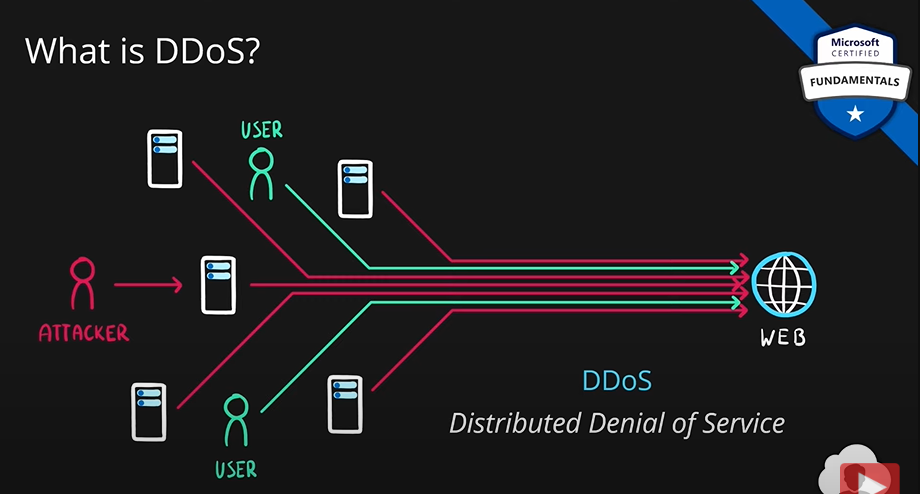 What is DDoS?
Microsoft
CERTIFIED
FUNDAMENTALS
USER
ATTACKER
WEB
DDoS
Distributed Denial of Service
USER